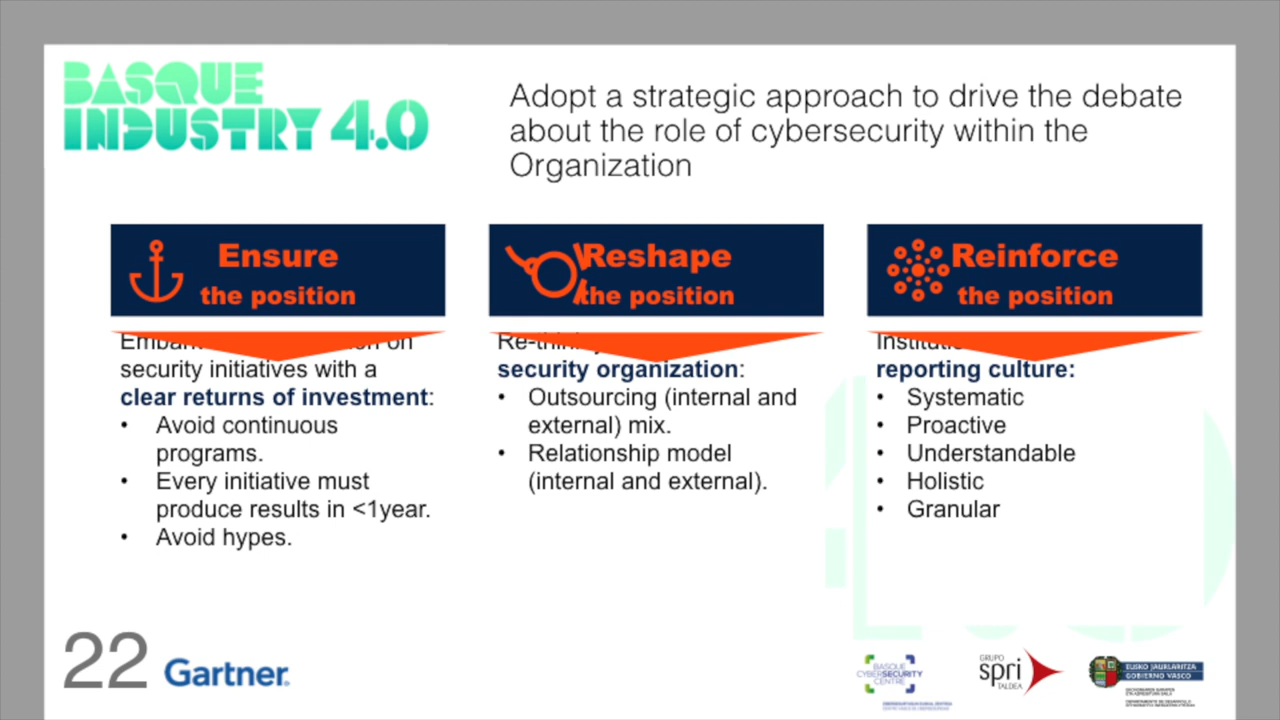 BASQUE
INDUSTRY 4.0
Adopt a strategic approach to drive the debate
about the role of cybersecurity within the
Organization
Ensure
the position
security initiatives with a
clear returns of investment:
• Avoid continuous
programs.
• Every initiative must
produce results in <1year.
• Avoid hypes.
Reshape
the position
security organization:
• Outsourcing (internal and
external) mix.
• Relationship model
(internal and external).
Reinforce
the position
reporting culture:
• Systematic
• Proactive
• Understandable
• Holistic
• Granular
22
Gartner
BASQUE
CYBERSECURITY
CENTRE
GRUPO
spri
TALDEA
EUSKO JAURLARITZA
GOBIERNO VASCO